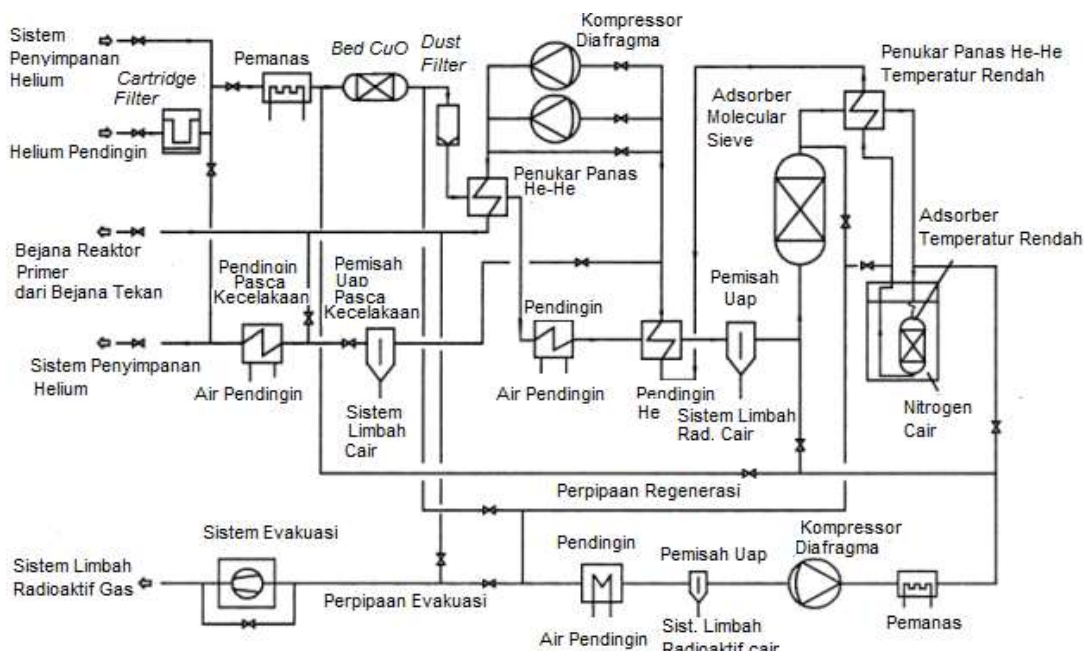 Sistem
Penyimpanan
Helium
Cartridge
Filter
Helium Pendingin
Pemanas
Bed CuO
Dust
Filter
Kompressor
Diafragma
Penukar Panas He-He
Temperatur Rendah
Adsorber
Molecular
Sieve
Penukar Panas
He-He
Adsorber
Temperatur Rendah
Bejana Reaktor
Primer
dari Bejana Tekan
Pendingin
Pasca
Kecelakaan
Pemisah
Uap
Pasca
Kecelakaan
Pendingin
Pemisah
Uap
Sistem Penyimpanan
Helium
Air Pendingin
Sistem
Limbah
Cair
Air Pendingin
Pendingin
He
Sistem Limbah
Rad. Cair
Nitrogen
Cair
Perpipaan Regenerasi
Sistem Evakuasi
Sistem Limbah
Radioaktif Gas
Perpipaan Evakuasi
Pendingin
Pemisah Uap
Kompressor
Diafragma
Air Pendingin
Sist. Limbah
Radioaktif cair
Pemanas